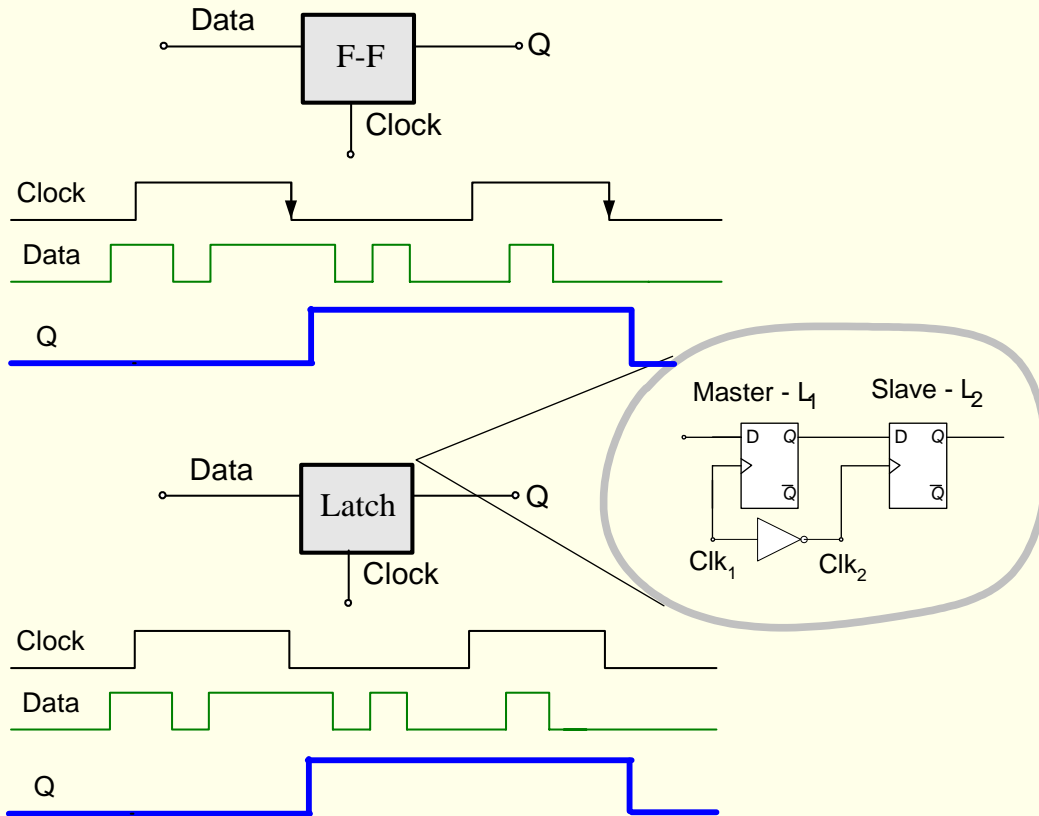 Data
F-F
Q
Clock
Clock
Data
Q
Master - L1
Slave - L2
D Q
Q̅
D Q
Q̅
Clk1
Clk2
Data
Latch
Q
Clock
Clock
Data
Q